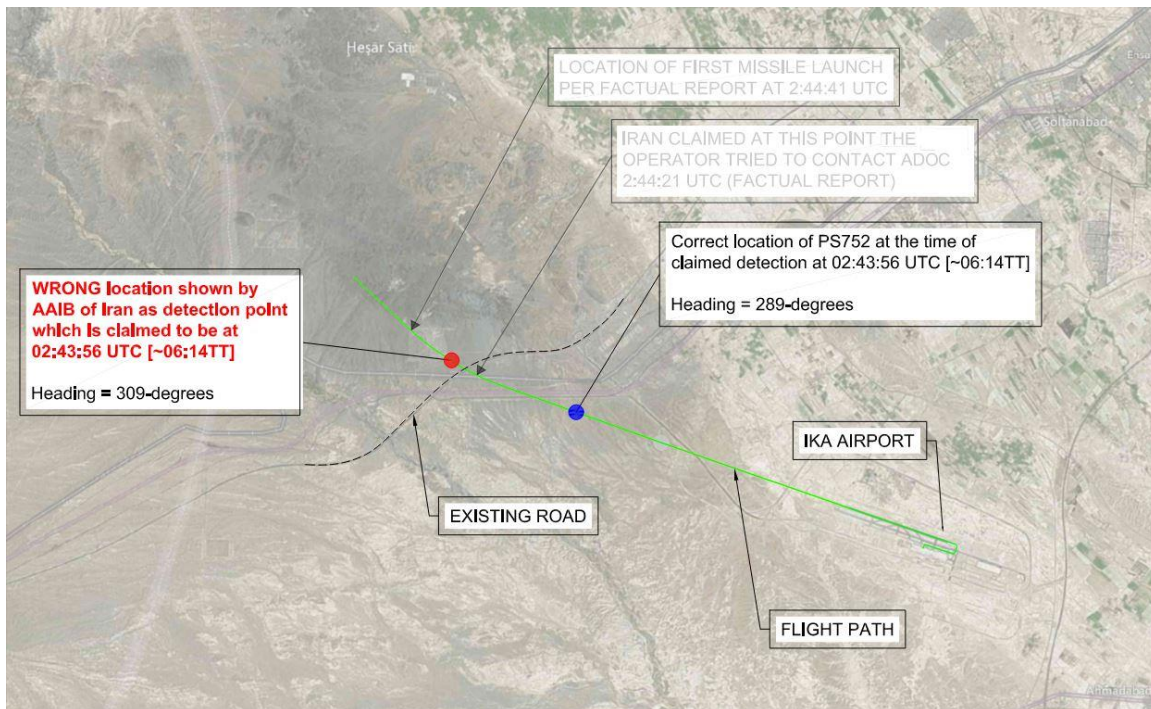 Heşar Sati
LOCATION OF FIRST MISSILE LAUNCH
PER FACTUAL REPORT AT 2:44:41 UTC
IRAN CLAIMED AT THIS POINT THE
OPERATOR TRIED TO CONTACT ADOC
2:44:21 UTC (FACTUAL REPORT)
Soltanabad
Correct location of PS752 at the time of
claimed detection at 02:43:56 UTC [~06:14TT]
Heading = 289-degrees
WRONG location shown by
AAIB of Iran as detection point
which is claimed to be at
02:43:56 UTC [~06:14TT]
Heading = 309-degrees
IKA AIRPORT
EXISTING ROAD
FLIGHT PATH
Ahmadabad